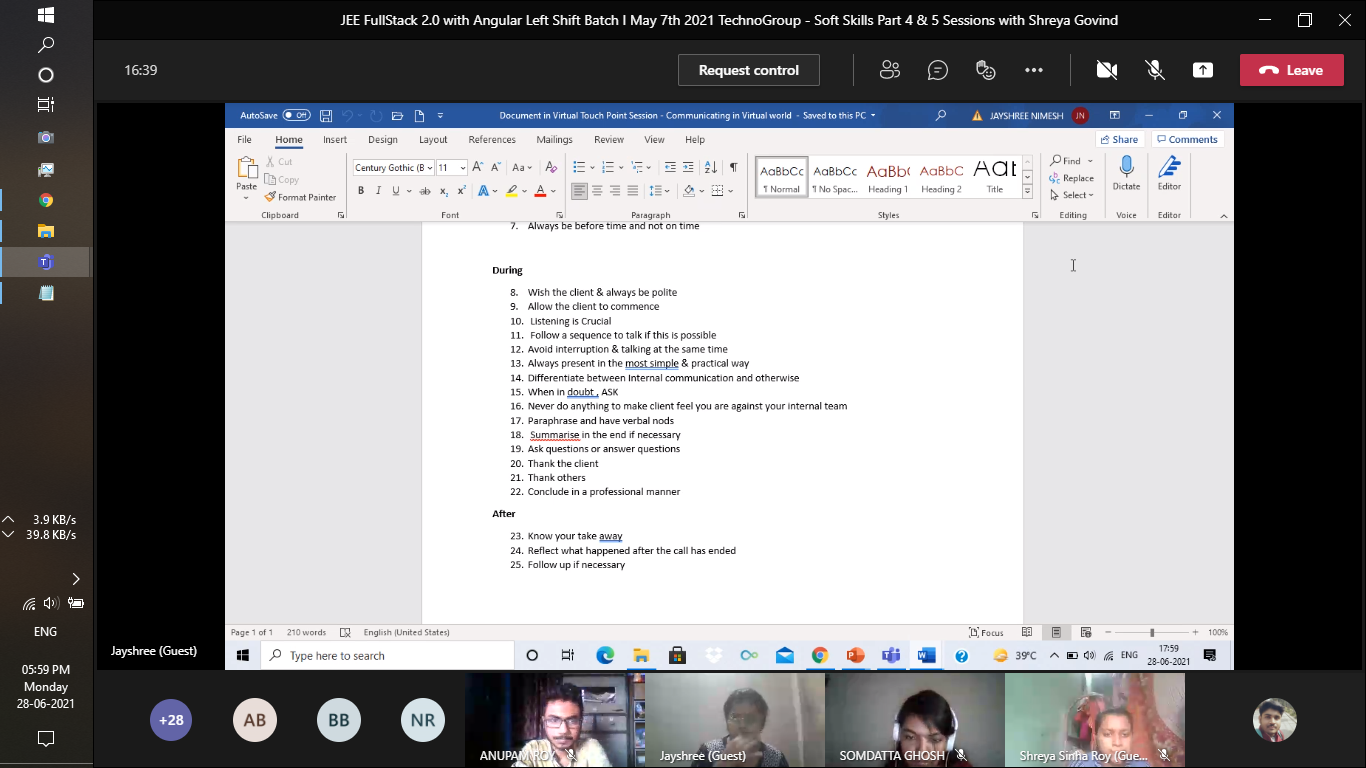 JEE FullStack 2.0 with Angular Left Shift Batch I May 7th 2021 TechnoGroup - Soft Skills Part 4 & 5 Sessions with Shreya Govind
16:39
Request control
Leave
AutoSave Off
Document in Virtual Touch Point Session - Communicating in Virtual world - Saved to this PC
JAYSHREE NIMESH JN
File Home Insert Design Layout References Mailings Review View Help
Share Comments
Paste
Cut
Copy
Format Painter
Clipboard
Century Gothic (B 11
Font
Paragraph
AaBbCc AaBbCc AaBb( AaBbC AaI
¶ Normal ¶ No Spac... Heading 1 Heading 2 Title
Styles
Find
Replace
Select
Editing
Dictate
Voice
Editor
Editor
7. Always be before time and not on time
During
8. Wish the client & always be polite
9. Allow the client to commence
10. Listening is Crucial
11. Follow a sequence to talk if this is possible
12. Avoid interruption & talking at the same time
13. Always present in the most simple & practical way
14. Differentiate between Internal communication and otherwise
15. When in doubt , ASK
16. Never do anything to make client feel you are against your internal team
17. Paraphrase and have verbal nods
18. Summarise in the end if necessary
19. Ask questions or answer questions
20. Thank the client
21. Thank others
22. Conclude in a professional manner
After
23. Know your take away
24. Reflect what happened after the call has ended
25. Follow up if necessary
Page 1 of 1 210 words English (United States)
Focus
100%
Type here to search
39°C ENG
17:59
28-06-2021
Jayshree (Guest)
3.9 KB/s
39.8 KB/s
ENG
05:59 PM
Monday
28-06-2021
+28 AB BB NR
ANUPAM ROY
Jayshree (Guest)
SOMDATTA GHOSH
Shreya Sinha Roy (Gue...